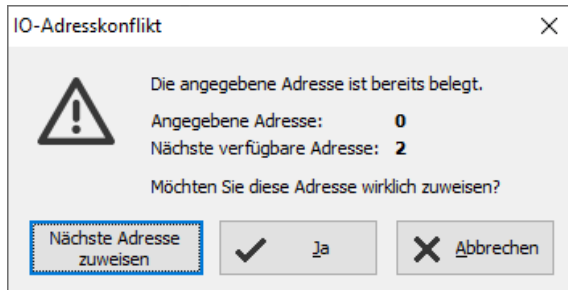 IO-Adresskonflikt
Die angegebene Adresse ist bereits belegt.
Angegebene Adresse: 0
Nächste verfügbare Adresse: 2
Möchten Sie diese Adresse wirklich zuweisen?
Nächste Adresse
zuweisen
Ja
Abbrechen